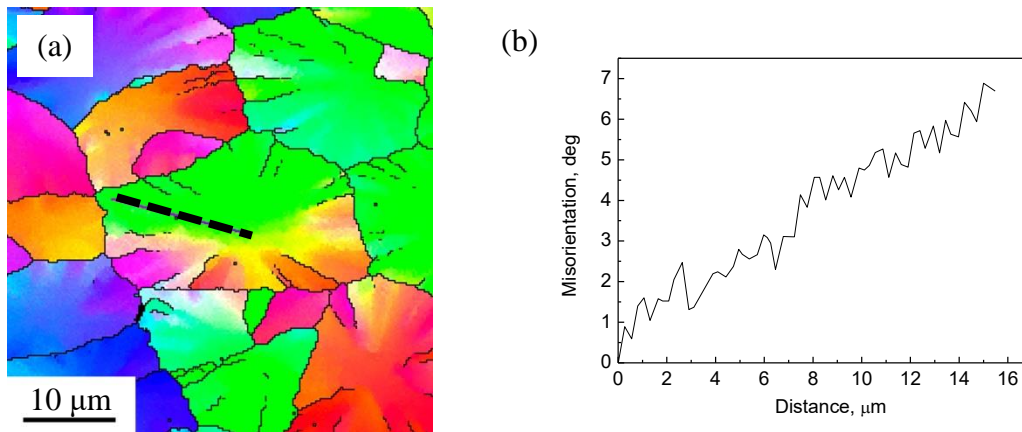 (a)
10 μm
(b)
Misorientation, deg
7
6
5
4
3
2
1
0
0 2 4 6 8 10 12 14 16
Distance, μm